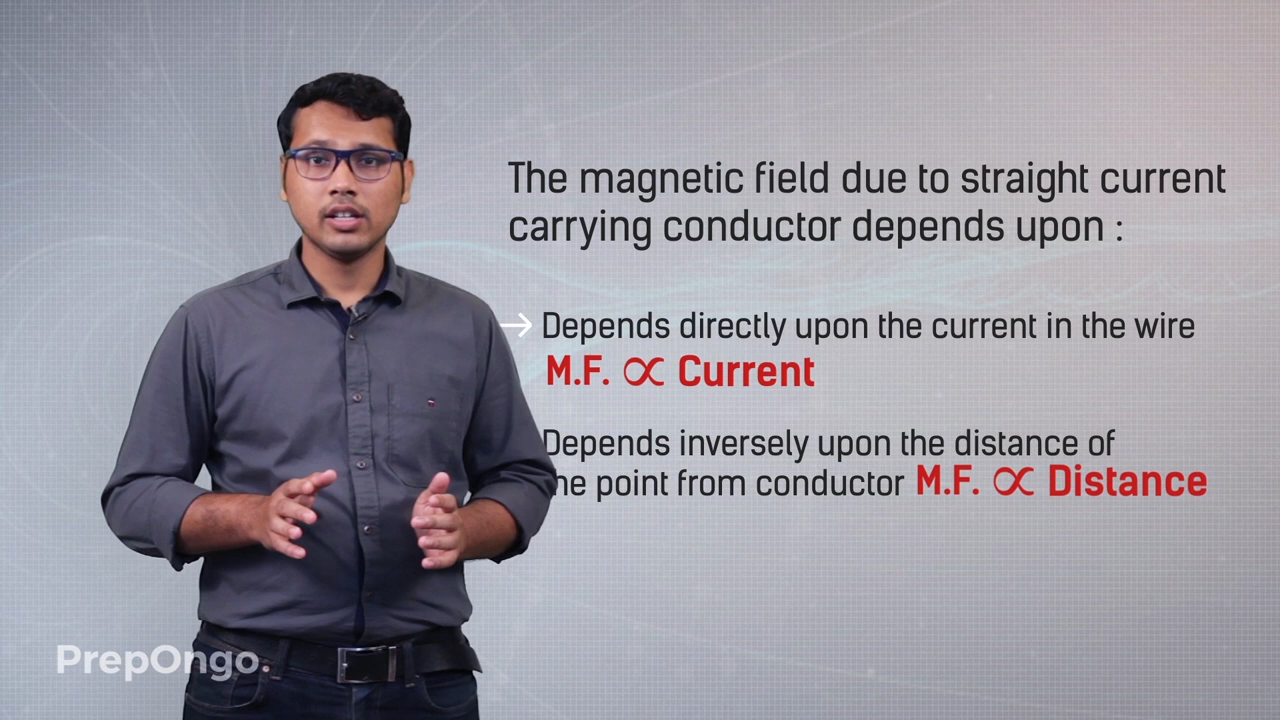 The magnetic field due to straight current
carrying conductor depends upon :
→ Depends directly upon the current in the wire
M.F. ∝ Current
Depends inversely upon the distance of
he point from conductor M.F. ∝ Distance
PrepOngo.